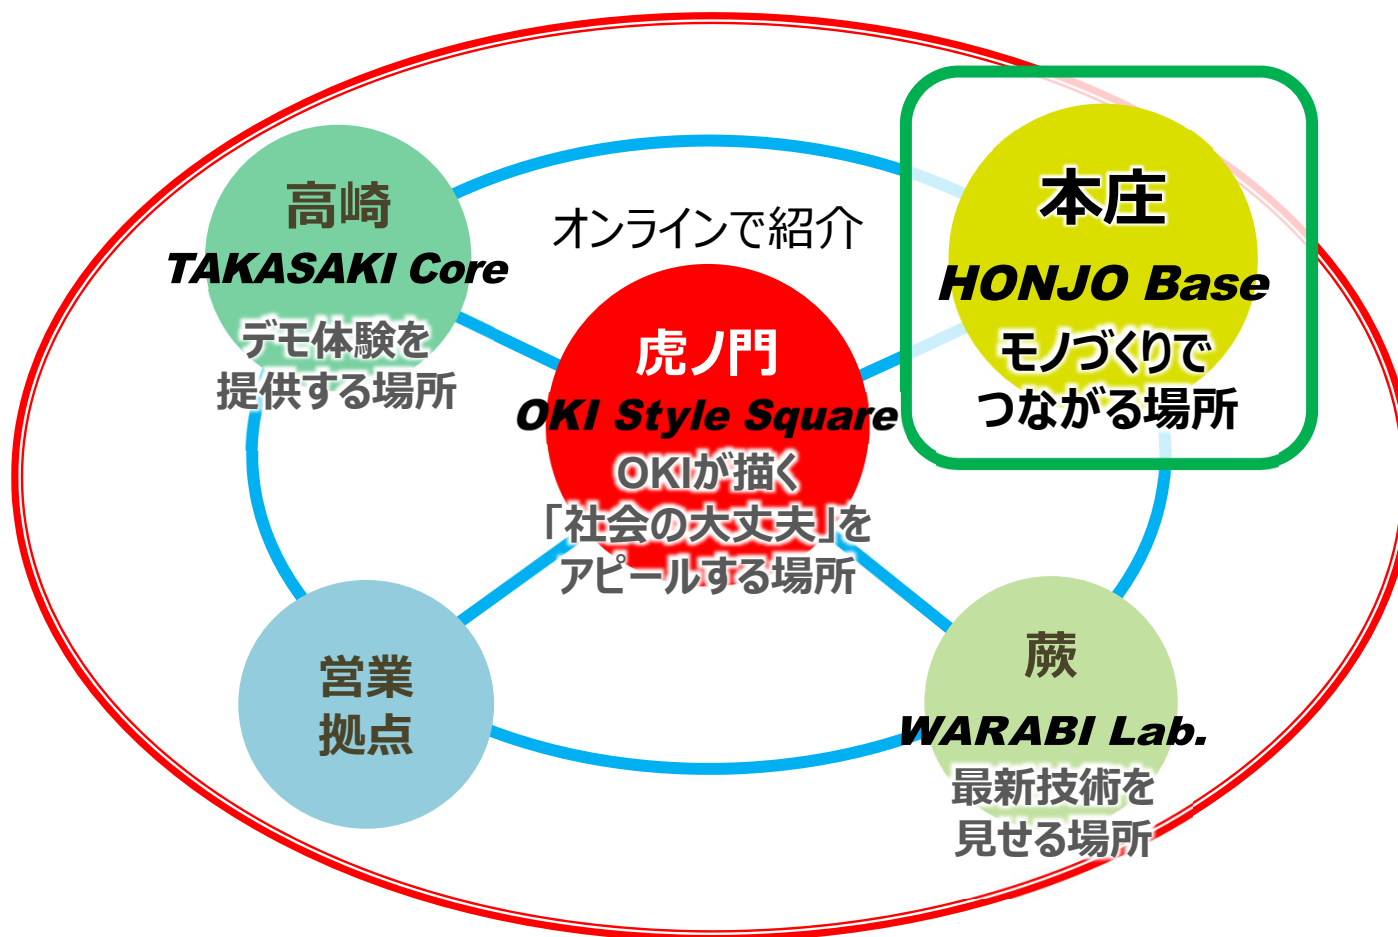 高崎
TAKASAKI Core
デモ体験を
提供する場所
オンラインで紹介
本庄
HONJO Base
モノづくりで
つながる場所
虎ノ門
OKI Style Square
OKIが描く
「社会の大丈夫」を
アピールする場所
営業
拠点
蕨
WARABI Lab.
最新技術を
見せる場所